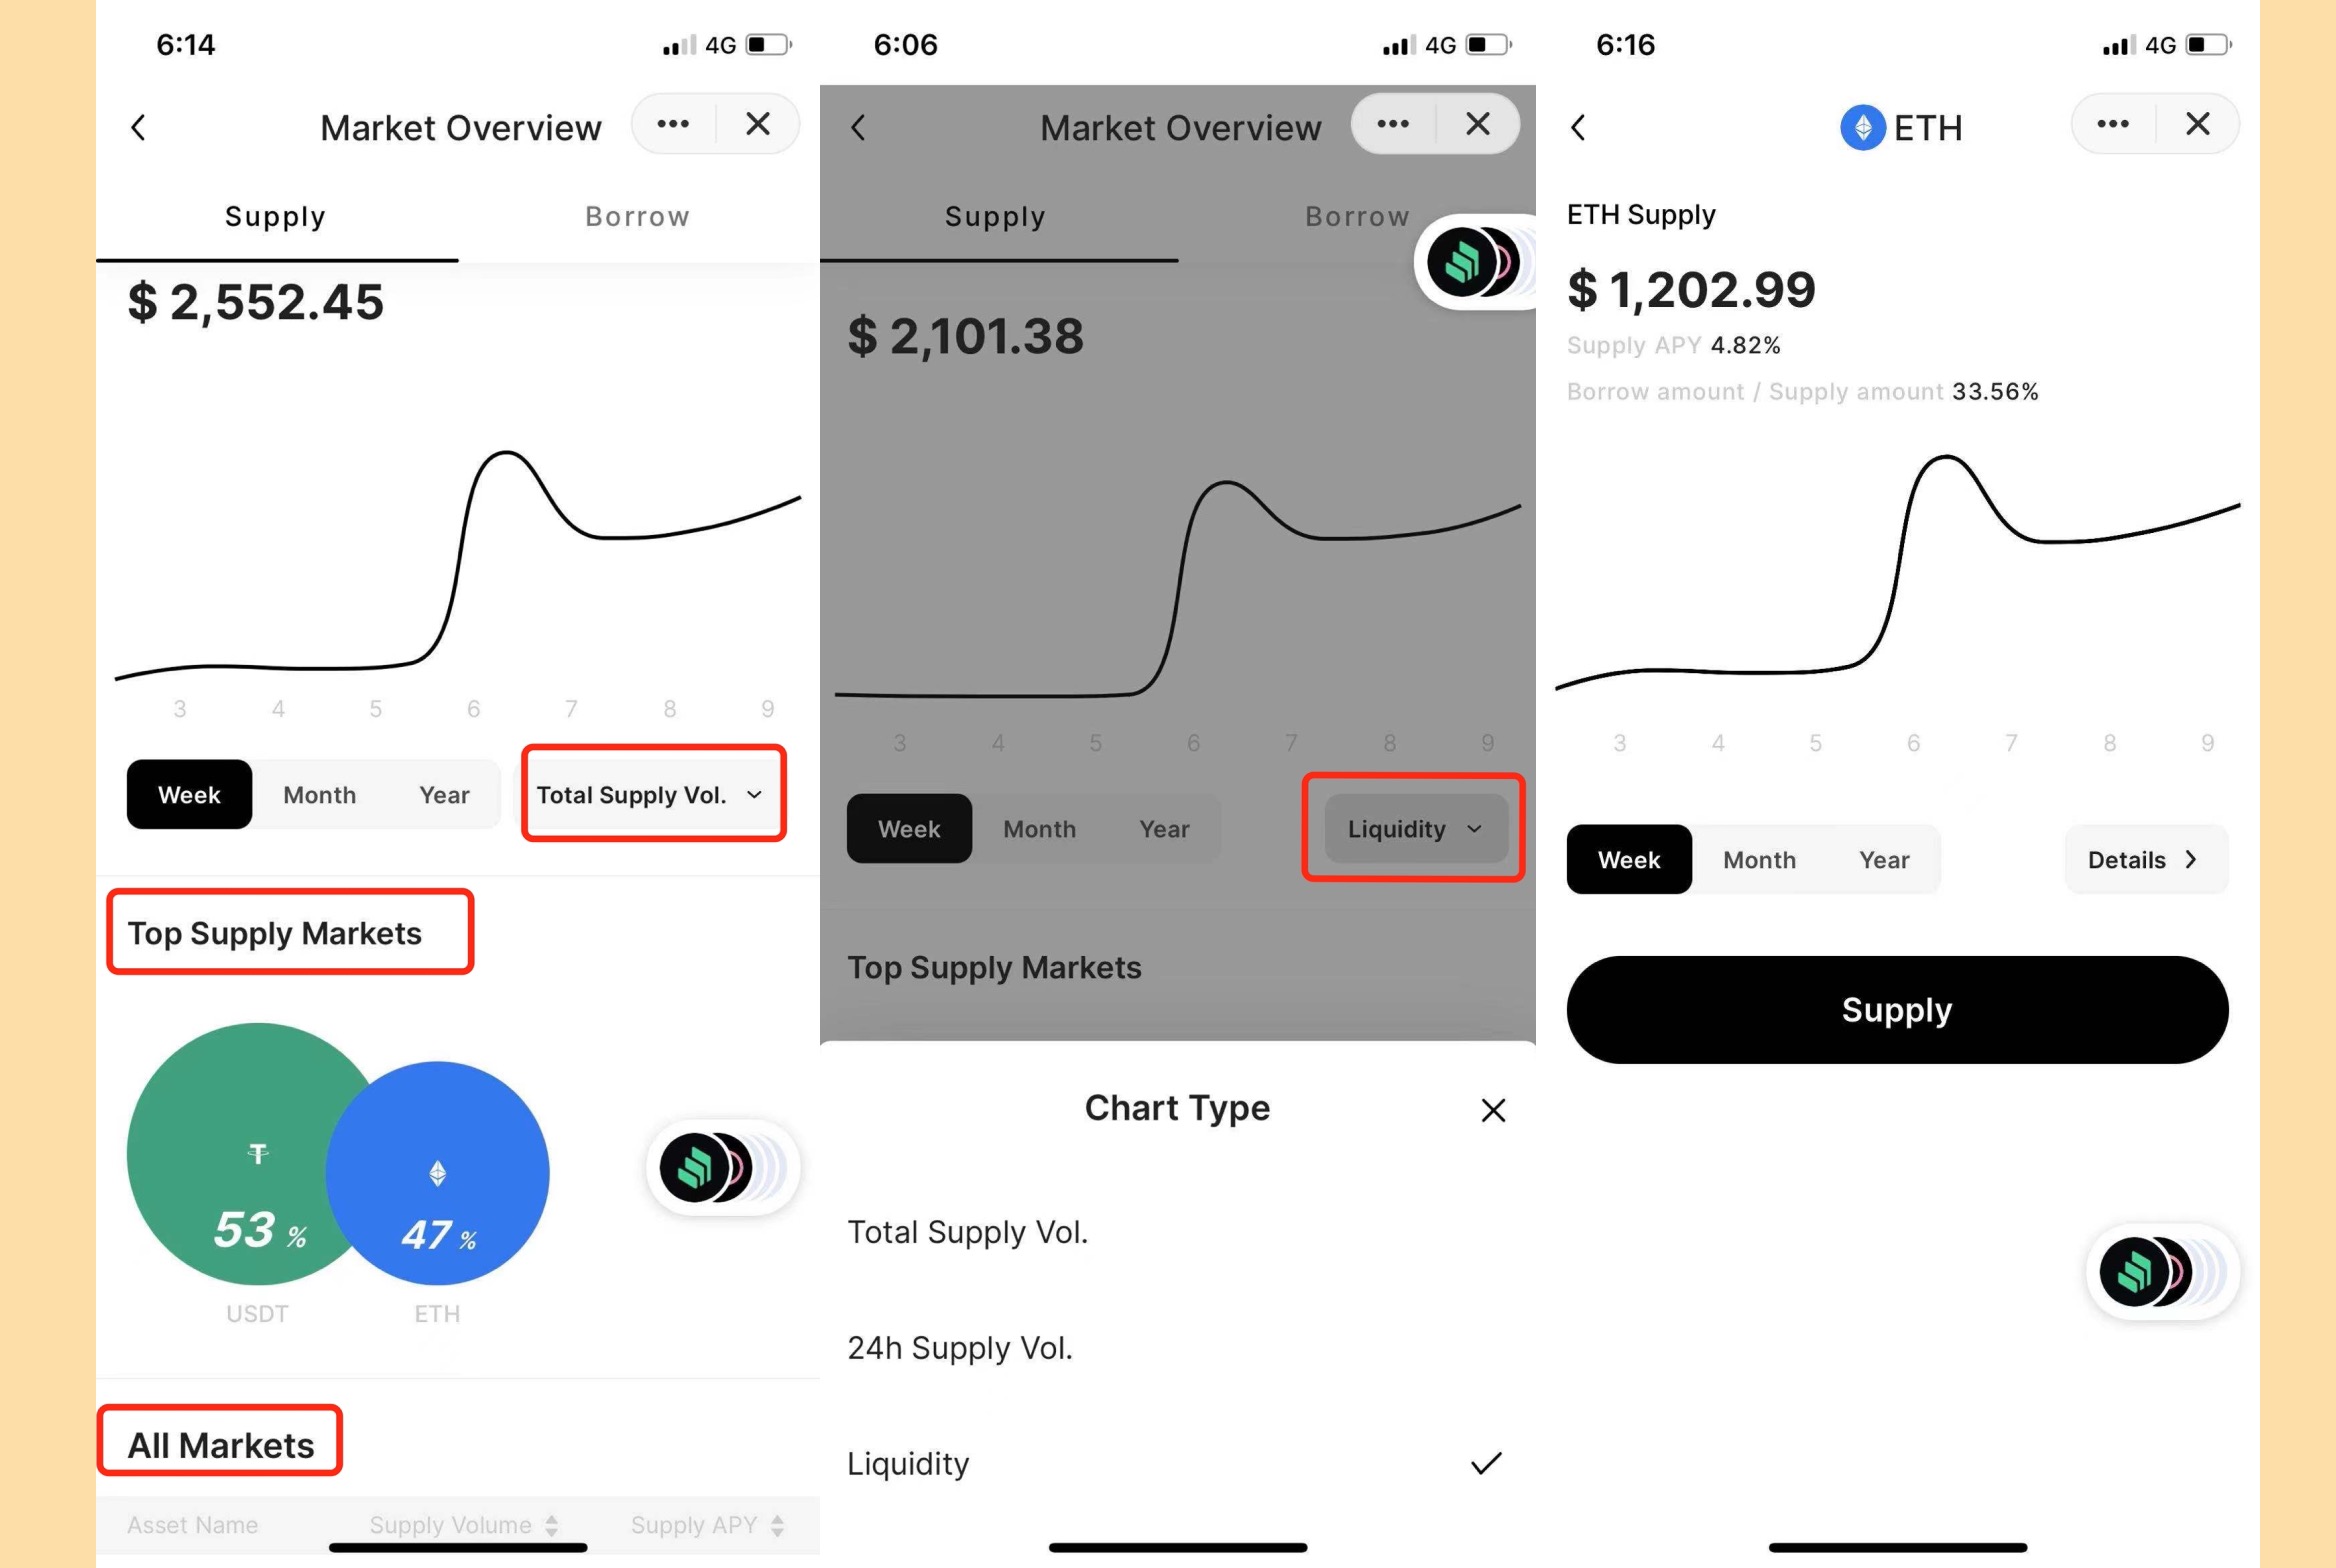 6:14
4G
Market Overview
Supply
Borrow
$ 2,552.45
3 4 5 6 7 8 9
Week
Month
Year
Total Supply Vol.
Top Supply Markets
53 %
47 %
USDT
ETH
All Markets
Asset Name
Supply Volume
Supply APY
6:06
4G
Market Overview
Supply
Borrow
$ 2,101.38
3 4 5 6 7 8 9
Week
Month
Year
Liquidity
Top Supply Markets
Chart Type
Total Supply Vol.
24h Supply Vol.
Liquidity
6:16
4G
ETH
ETH Supply
$ 1,202.99
Supply APY 4.82%
Borrow amount / Supply amount 33.56%
3 4 5 6 7 8 9
Week
Month
Year
Details
Supply